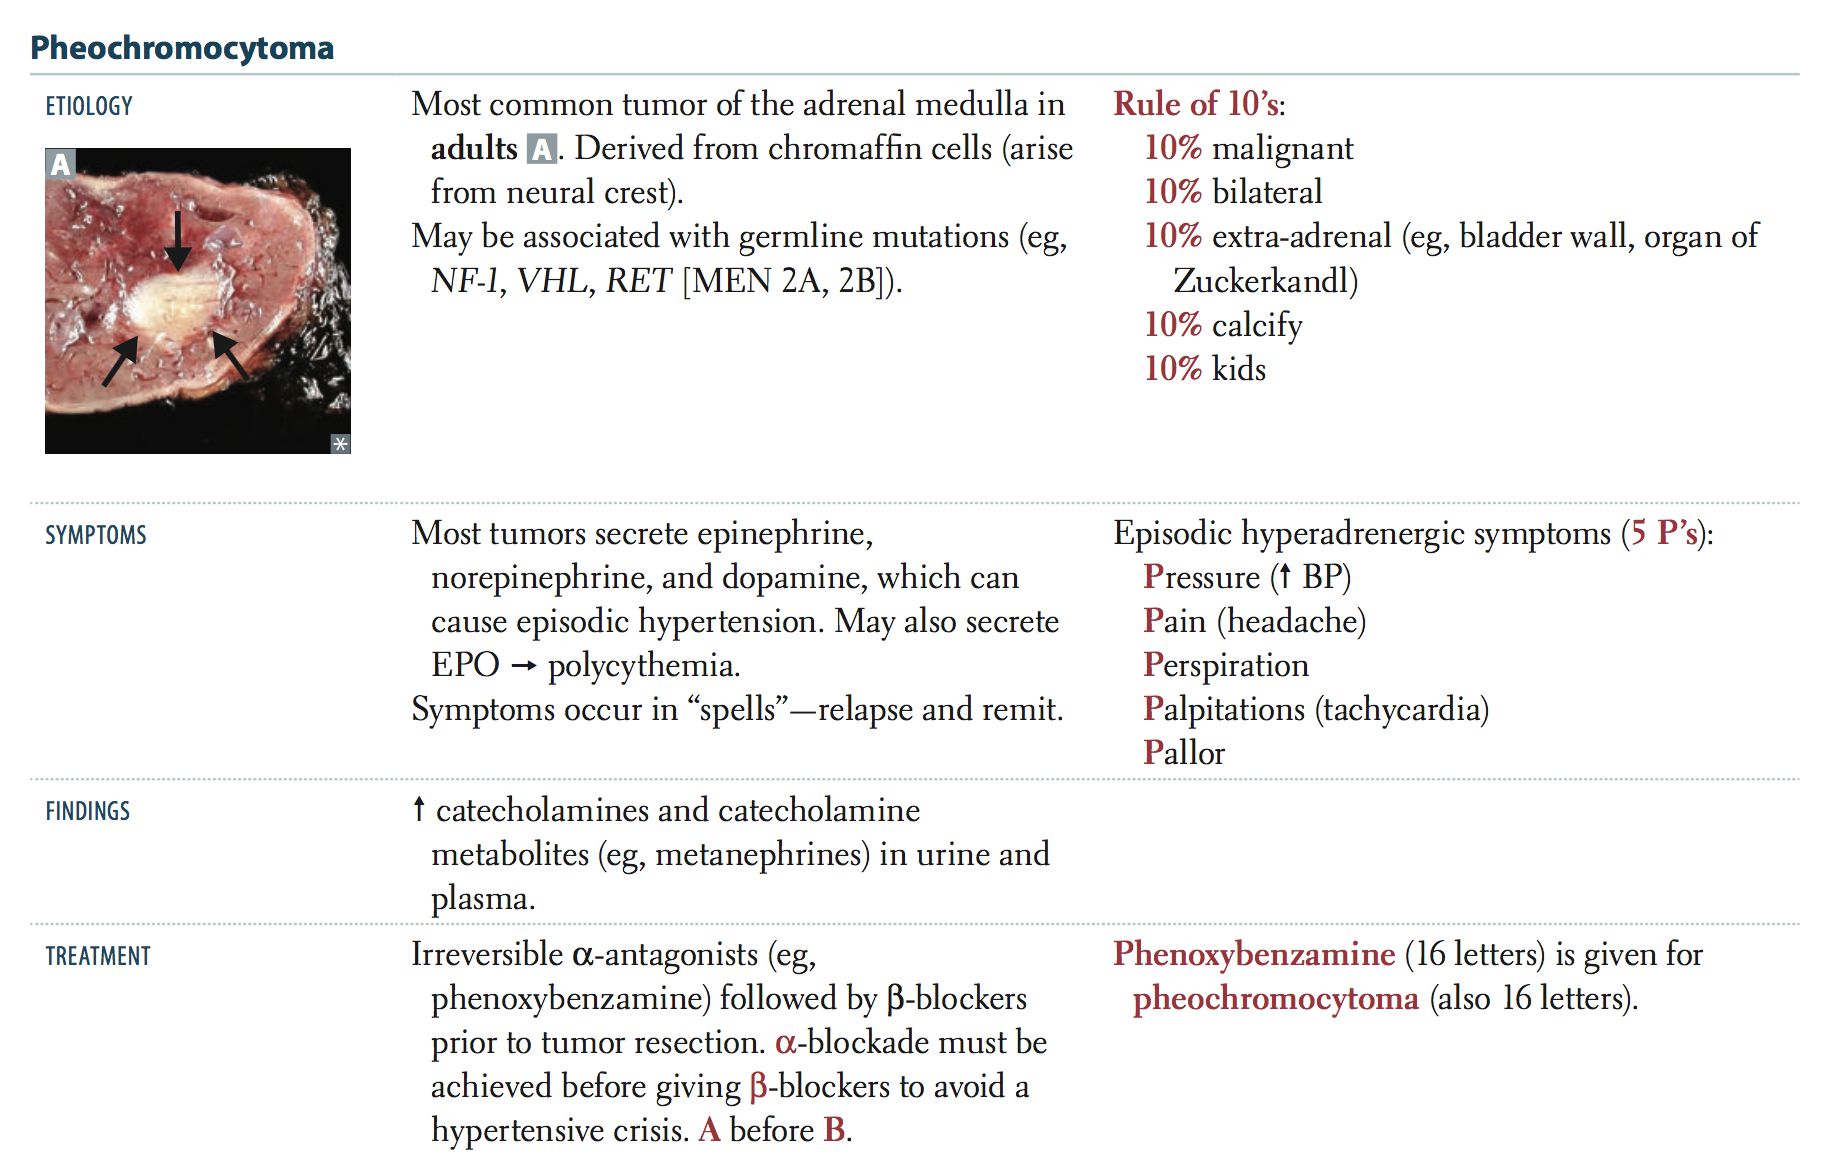 Pheochromocytoma
ETIOLOGY
A
*
Most common tumor of the adrenal medulla in
adults A. Derived from chromaffin cells (arise
from neural crest).
May be associated with germline mutations (eg,
NF-1, VHL, RET [MEN 2A, 2B]).
Rule of 10’s:
10% malignant
10% bilateral
10% extra-adrenal (eg, bladder wall, organ of
Zuckerkandl)
10% calcify
10% kids
SYMPTOMS
Most tumors secrete epinephrine,
norepinephrine, and dopamine, which can
cause episodic hypertension. May also secrete
EPO → polycythemia.
Symptoms occur in “spells”—relapse and remit.
Episodic hyperadrenergic symptoms (5 P’s):
Pressure (↑ BP)
Pain (headache)
Perspiration
Palpitations (tachycardia)
Pallor
FINDINGS
↑ catecholamines and catecholamine
metabolites (eg, metanephrines) in urine and
plasma.
TREATMENT
Irreversible α-antagonists (eg,
phenoxybenzamine) followed by β-blockers
prior to tumor resection. α-blockade must be
achieved before giving β-blockers to avoid a
hypertensive crisis. A before B.
Phenoxybenzamine (16 letters) is given for
pheochromocytoma (also 16 letters).